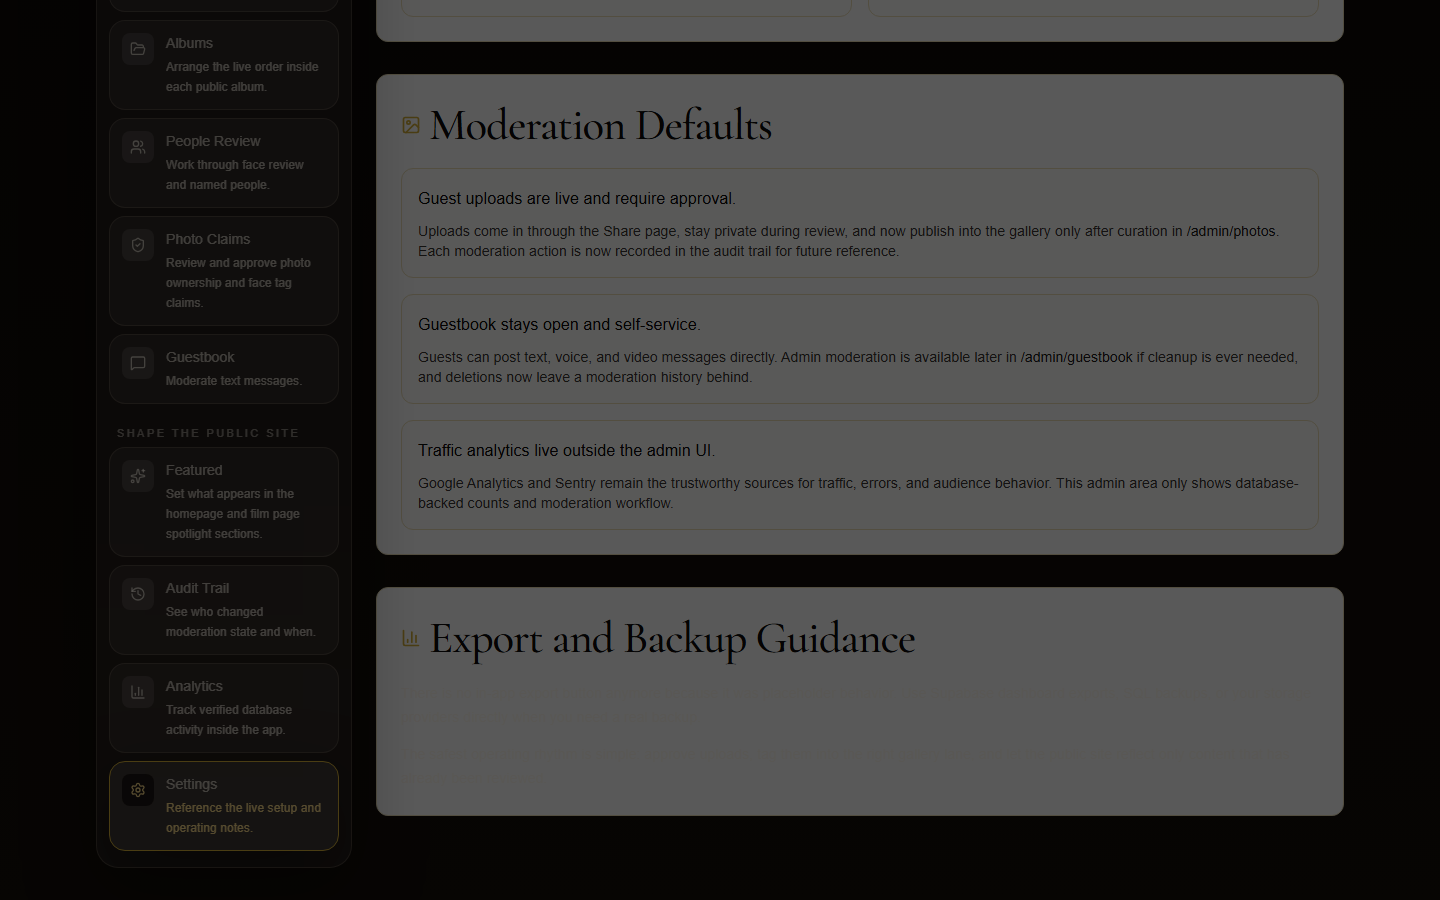 Albums
Arrange the live order inside
each public album.
People Review
Work through face review
and named people.
Photo Claims
Review and approve photo
ownership and face tag
claims.
Guestbook
Moderate text messages.
SHAPE THE PUBLIC SITE
Featured
Set what appears in the
homepage and film page
spotlight sections.
Audit Trail
See who changed
moderation state and when.
Analytics
Track verified database
activity inside the app.
Settings
Reference the live setup and
operating notes.
Moderation Defaults
Guest uploads are live and require approval.
Uploads come in through the Share page, stay private during review, and now publish into the gallery only after curation in /admin/photos.
Each moderation action is now recorded in the audit trail for future reference.
Guestbook stays open and self-service.
Guests can post text, voice, and video messages directly. Admin moderation is available later in /admin/guestbook if cleanup is ever needed,
and deletions now leave a moderation history behind.
Traffic analytics live outside the admin UI.
Google Analytics and Sentry remain the trustworthy sources for traffic, errors, and audience behavior. This admin area only shows database-
backed counts and moderation workflow.
Export and Backup Guidance